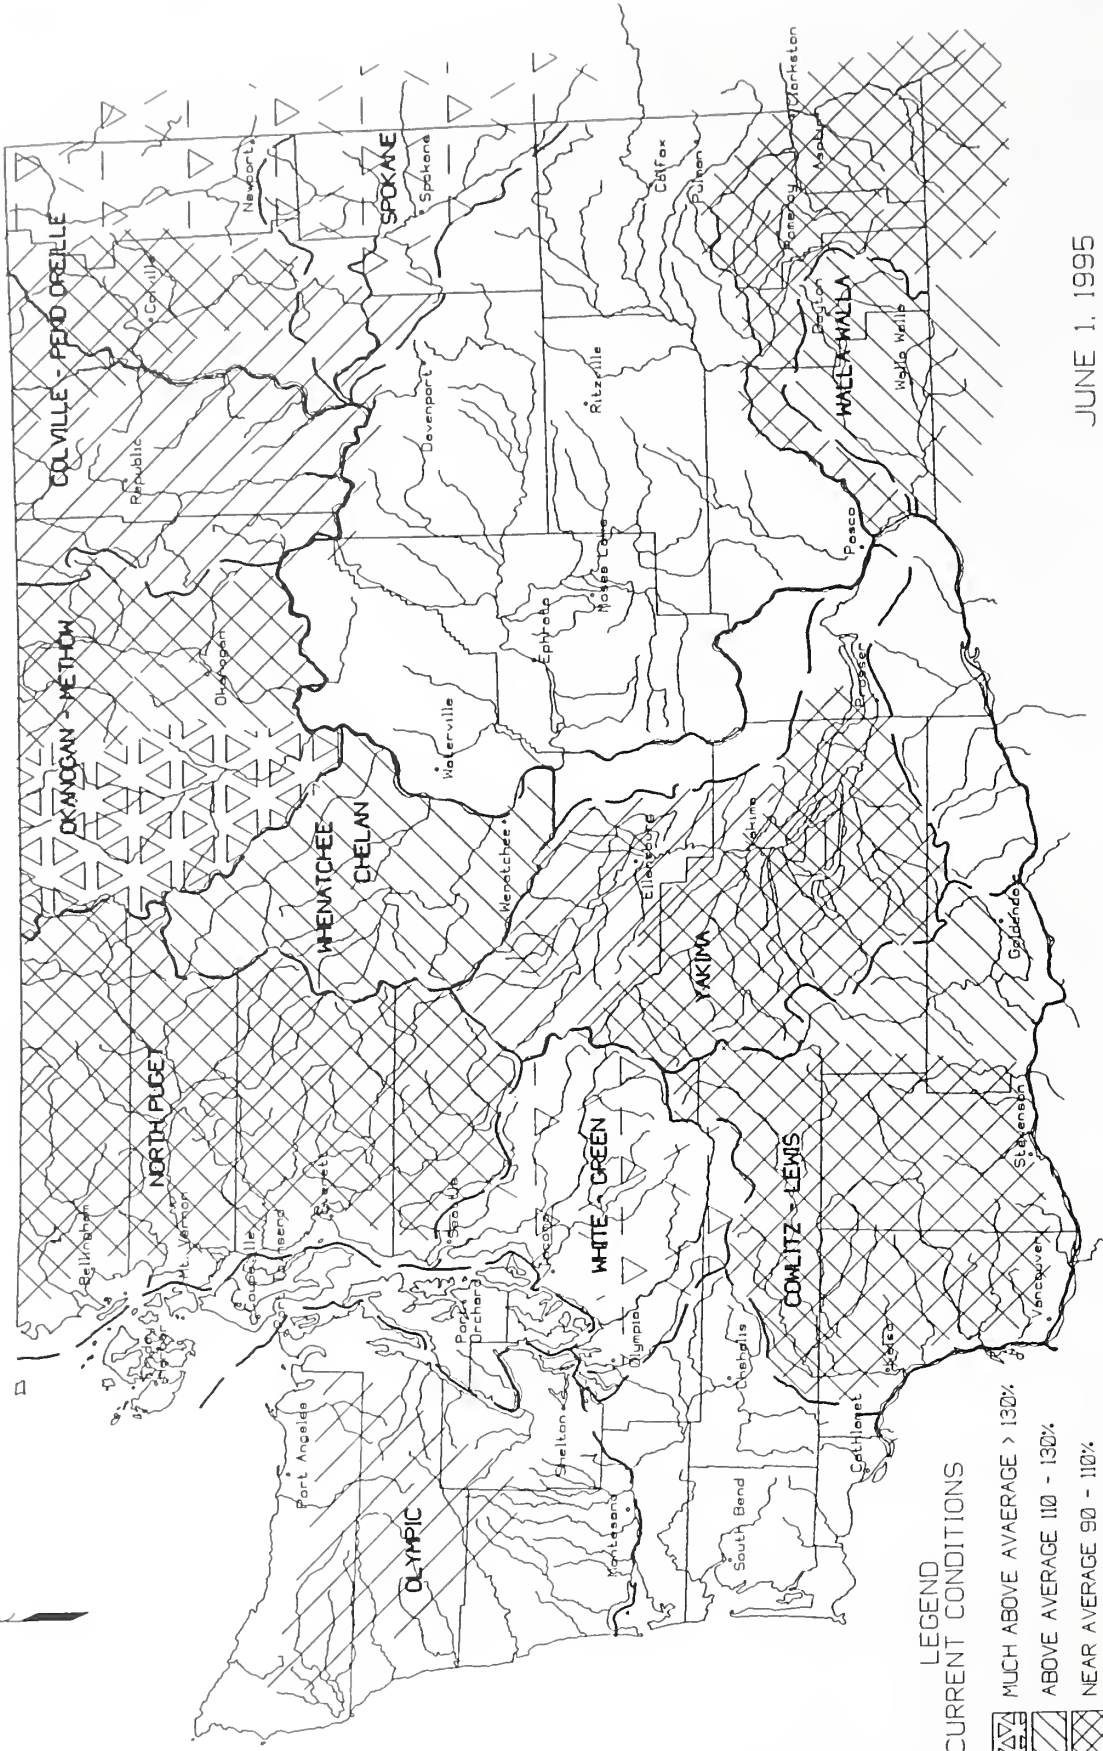 COLVILLE - PEND OREILLE
OKANOGAN - METHOW
NORTH PUGET
SPOKANE
WHENATCHEE
CHELAN
OLYMPIC
WHITE - GREEN
YAKIMA
COWLITZ - LEWIS
WALLA WALLA
Newport
Colville
Republic
Okanogan
Bellingham
Mt. Vernon
Coupeville
Everett
Seattle
Port Angeles
Port
Orchard
Tacoma
Shelton
Olympia
Montesano
South Bend
Chehalis
Cathlamet
Kelso
Vancouver
Stevenson
Goldendale
Yakima
Ellensburg
Wenatchee
Waterville
Ephrata
Moses Lake
Davenport
Spokane
Ritzville
Colfax
Pulman
Pomeroy
Clarkston
Asotin
Dayton
Walla Walla
Pasco
Prosser
LEGEND
CURRENT CONDITIONS
MUCH ABOVE AVAERAGE > 130%
ABOVE AVERAGE 110 - 130%
NEAR AVERAGE 90 - 110%
JUNE 1, 1995